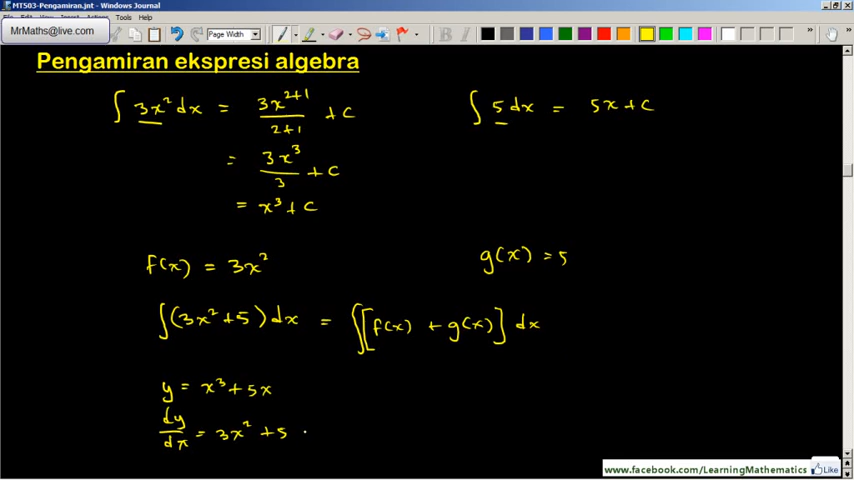 MT503-Pengamiran.jnt - Windows Journal
MrMaths@live.com
Tools Help
Page Width
Pengamiran ekspresi algebra
∫ 3x² dx = 3x²⁺¹/2+1 + c    ∫ 5 dx = 5x + c
= 3x³/3 + c
= x³ + c
f(x) = 3x²    g(x) = 5
∫(3x² + 5) dx = ∫[f(x) + g(x)] dx
y = x³ + 5x
dy/dx = 3x² + 5
www.facebook.com/LearningMathematics Like